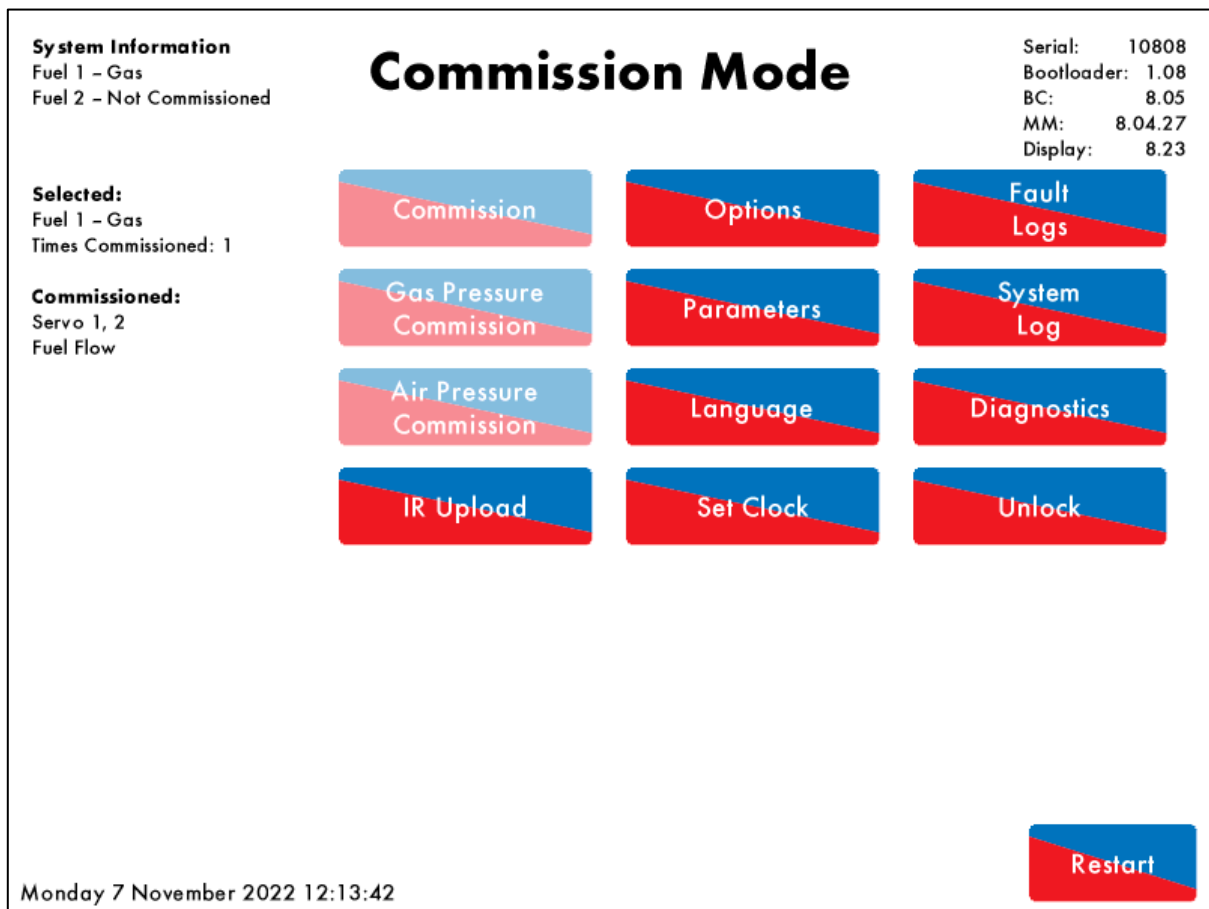 System Information
Fuel 1 – Gas
Fuel 2 – Not Commissioned
Commission Mode
Serial: 10808
Bootloader: 1.08
BC: 8.05
MM: 8.04.27
Display: 8.23
Selected:
Fuel 1 – Gas
Times Commissioned: 1
Commissioned:
Servo 1, 2
Fuel Flow
Commission
Options
Fault
Logs
Gas Pressure
Commission
Parameters
System
Log
Air Pressure
Commission
Language
Diagnostics
IR Upload
Set Clock
Unlock
Restart
Monday 7 November 2022 12:13:42